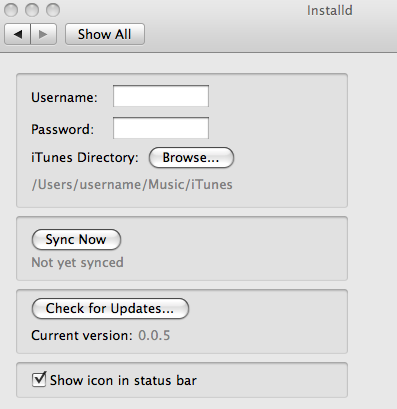 Installd
Show All
Username:
Password:
iTunes Directory: Browse...
/Users/username/Music/iTunes
Sync Now
Not yet synced
Check for Updates...
Current version: 0.0.5
Show icon in status bar